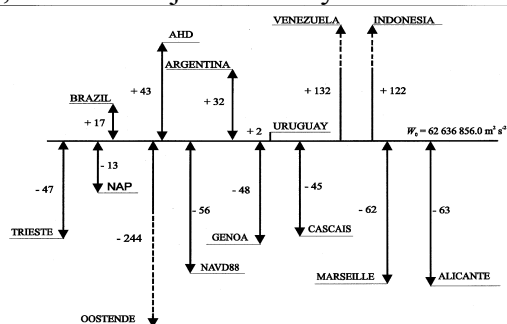 VENEZUELA
INDONESIA
AHD
ARGENTINA
+ 43
+ 132
+ 122
BRAZIL
+ 32
+ 17
+ 2
URUGUAY
W₀ = 62 636 856.0 m² s⁻²
- 13
- 47
NAP
- 48
- 45
- 56
- 62
- 63
TRIESTE
- 244
GENOA
CASCAIS
NAVD88
MARSEILLE
ALICANTE
OOSTENDE